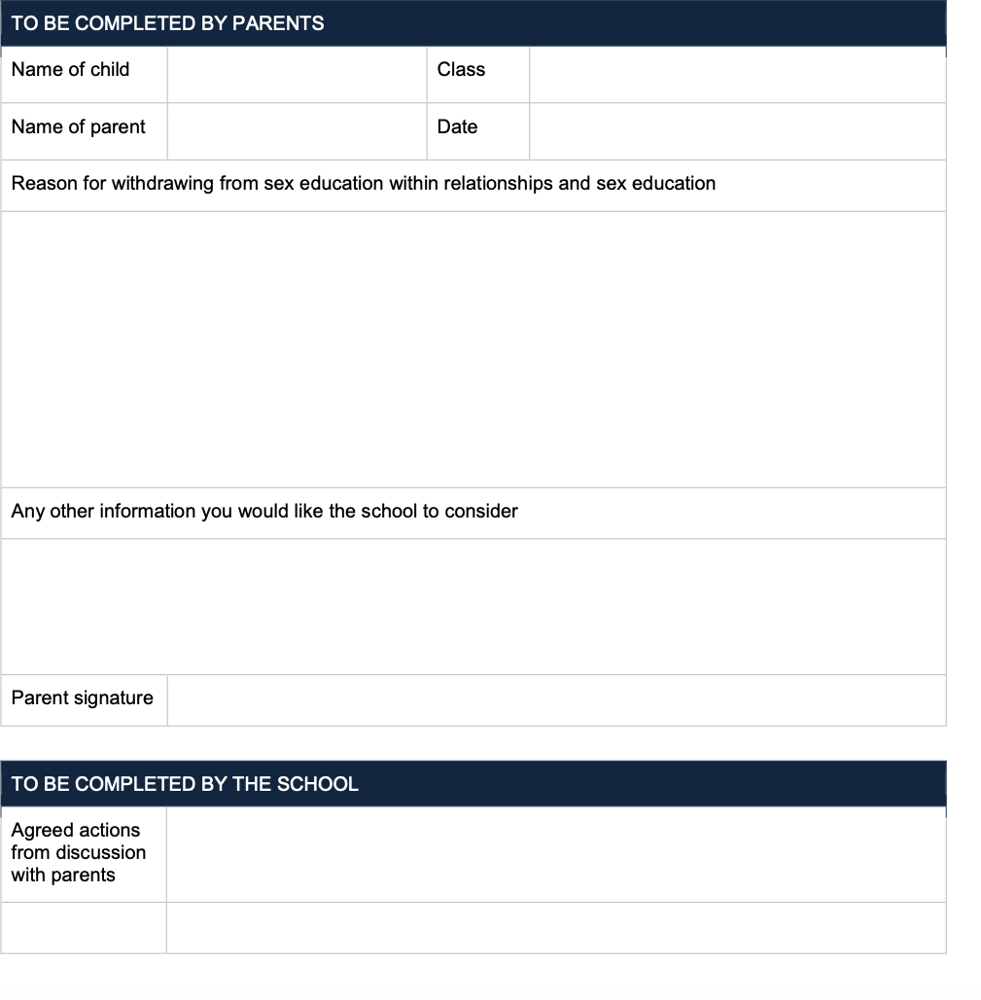 TO BE COMPLETED BY PARENTS
Name of child
Class
Name of parent
Date
Reason for withdrawing from sex education within relationships and sex education
Any other information you would like the school to consider
Parent signature
TO BE COMPLETED BY THE SCHOOL
Agreed actions
from discussion
with parents